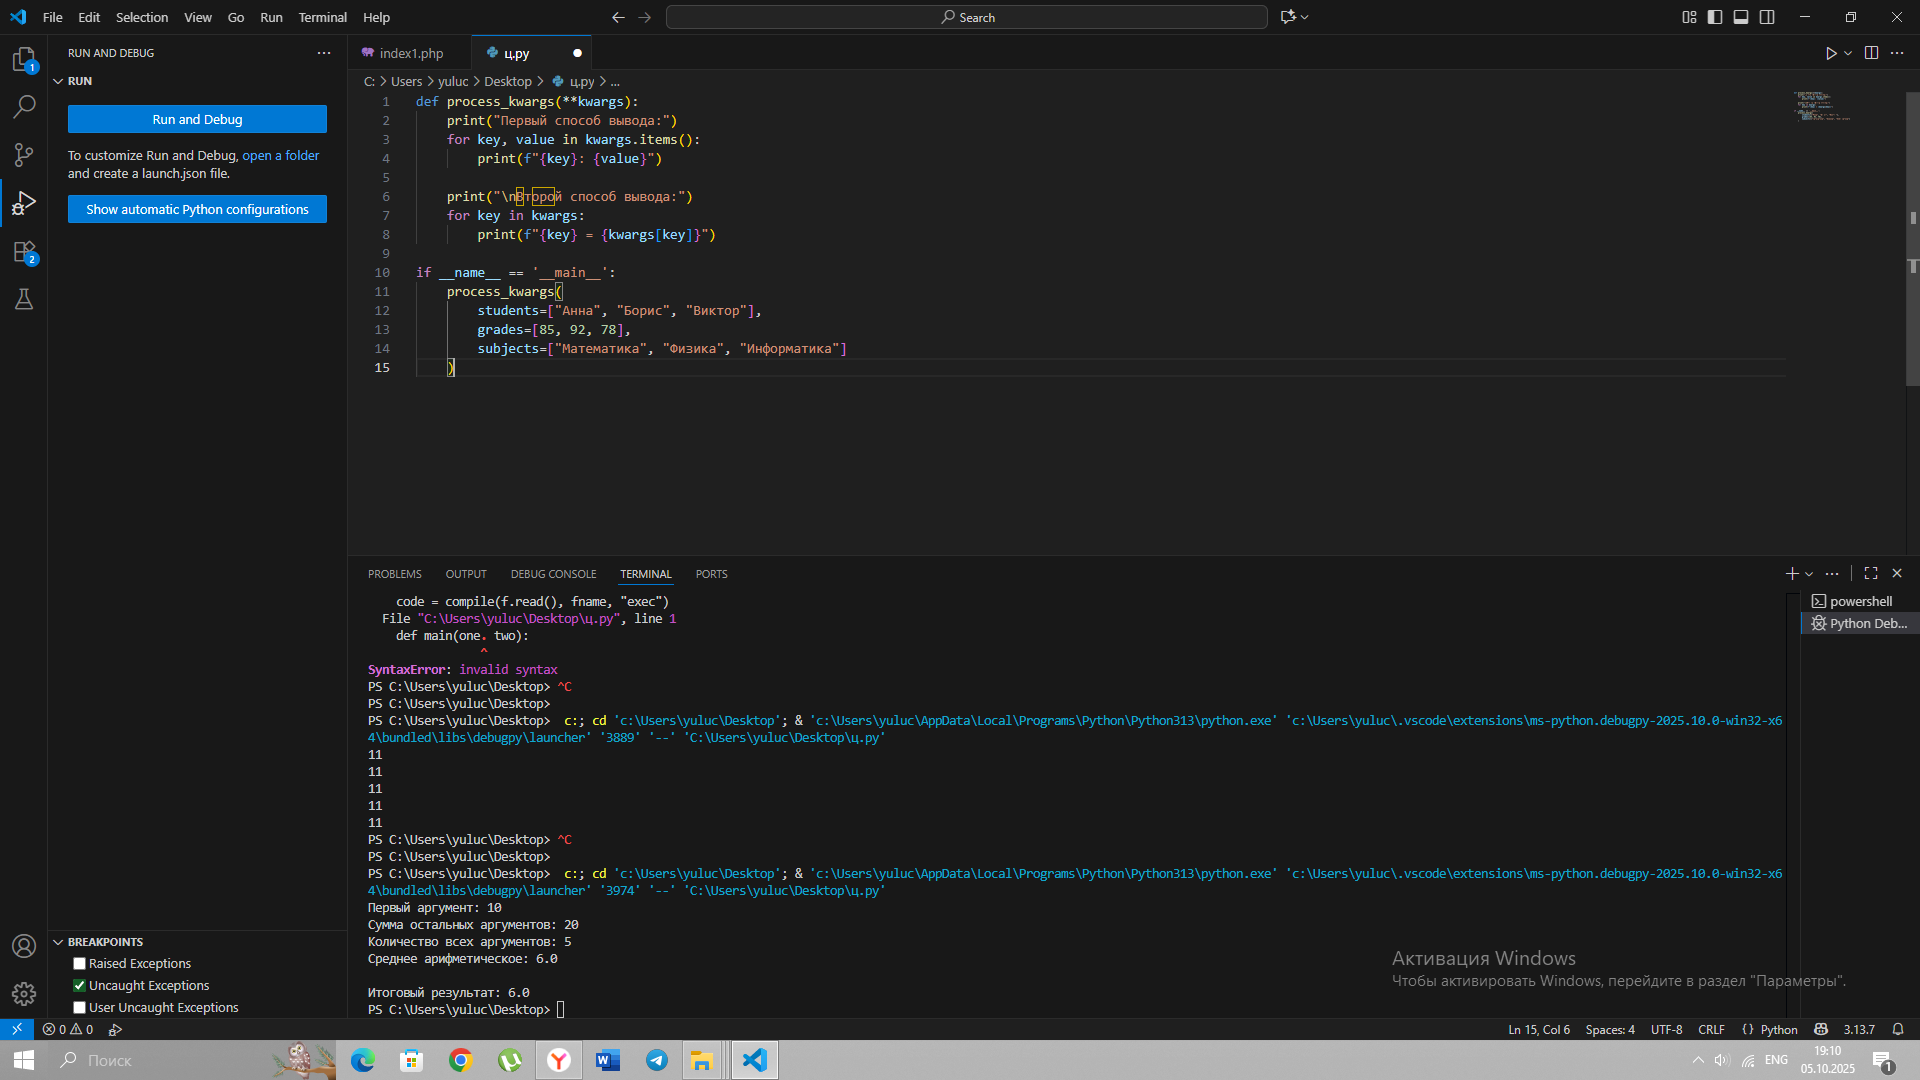 File Edit Selection View Go Run Terminal Help
Search
RUN AND DEBUG
RUN
Run and Debug
To customize Run and Debug, open a folder
and create a launch.json file.
Show automatic Python configurations
1
2
index1.php
ц.py
C: > Users > yuluc > Desktop > ц.py > ...
1 def process_kwargs(**kwargs):
2 print("Первый способ вывода:")
3 for key, value in kwargs.items():
4 print(f"{key}: {value}")
5
6 print("\nВторой способ вывода:")
7 for key in kwargs:
8 print(f"{key} = {kwargs[key]}")
9
10 if __name__ == '__main__':
11 process_kwargs(
12 students=["Анна", "Борис", "Виктор"],
13 grades=[85, 92, 78],
14 subjects=["Математика", "Физика", "Информатика"]
15 )
PROBLEMS OUTPUT DEBUG CONSOLE TERMINAL PORTS
powershell
Python Deb...
code = compile(f.read(), fname, "exec")
File "C:\Users\yuluc\Desktop\ц.py", line 1
def main(one. two):
^
SyntaxError: invalid syntax
PS C:\Users\yuluc\Desktop> ^C
PS C:\Users\yuluc\Desktop>
PS C:\Users\yuluc\Desktop>  c:; cd 'c:\Users\yuluc\Desktop'; & 'c:\Users\yuluc\AppData\Local\Programs\Python\Python313\python.exe' 'c:\Users\yuluc\.vscode\extensions\ms-python.debugpy-2025.10.0-win32-x6
4\bundled\libs\debugpy\launcher' '3889' '--' 'C:\Users\yuluc\Desktop\ц.py'
11
11
11
11
11
PS C:\Users\yuluc\Desktop> ^C
PS C:\Users\yuluc\Desktop>
PS C:\Users\yuluc\Desktop>  c:; cd 'c:\Users\yuluc\Desktop'; & 'c:\Users\yuluc\AppData\Local\Programs\Python\Python313\python.exe' 'c:\Users\yuluc\.vscode\extensions\ms-python.debugpy-2025.10.0-win32-x6
4\bundled\libs\debugpy\launcher' '3974' '--' 'C:\Users\yuluc\Desktop\ц.py'
Первый аргумент: 10
Сумма остальных аргументов: 20
Количество всех аргументов: 5
Среднее арифметическое: 6.0
Итоговый результат: 6.0
PS C:\Users\yuluc\Desktop>
BREAKPOINTS
Raised Exceptions
Uncaught Exceptions
User Uncaught Exceptions
Активация Windows
Чтобы активировать Windows, перейдите в раздел "Параметры".
0 0
Ln 15, Col 6 Spaces: 4 UTF-8 CRLF {} Python 3.13.7
Поиск
ENG
19:10
05.10.2025
1